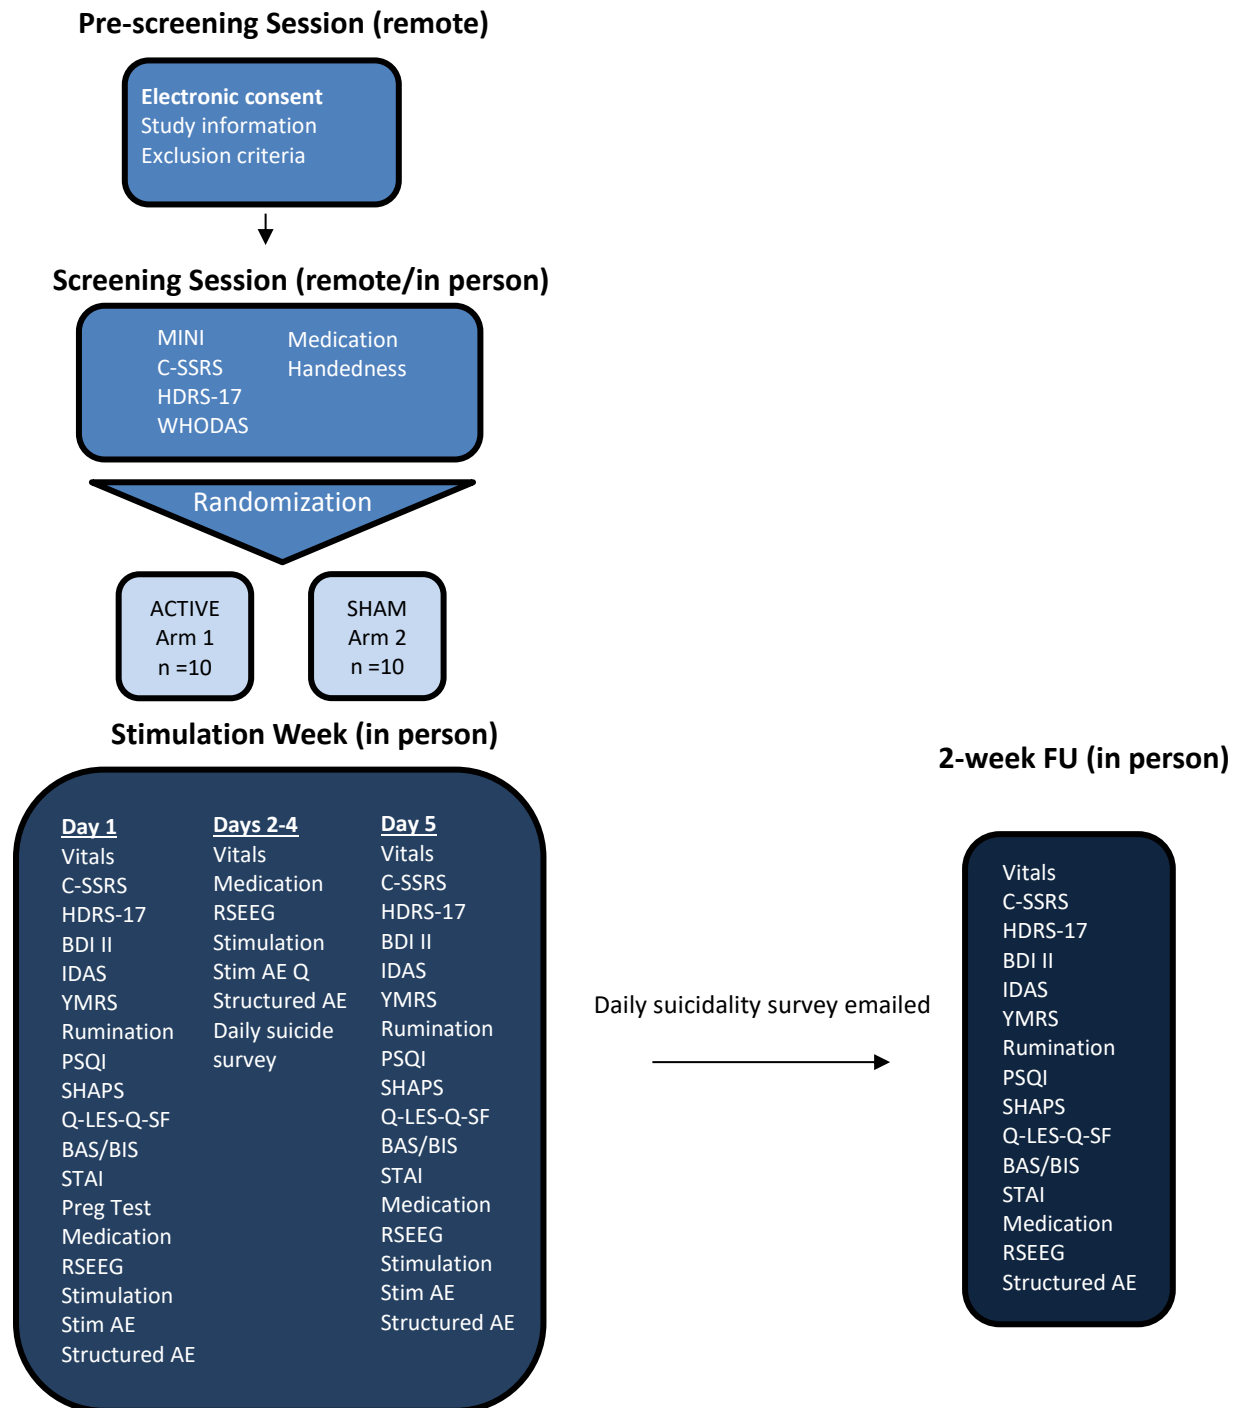 Pre-screening Session (remote)
Electronic consent
Study information
Exclusion criteria
Screening Session (remote/in person)
MINI
C-SSRS
HDRS-17
WHODAS
Medication
Handedness
Randomization
ACTIVE
Arm 1
n =10
SHAM
Arm 2
n =10
Stimulation Week (in person)
Day 1
Vitals
C-SSRS
HDRS-17
BDI II
IDAS
YMRS
Rumination
PSQI
SHAPS
Q-LES-Q-SF
BAS/BIS
STAI
Preg Test
Medication
RSEEG
Stimulation
Stim AE
Structured AE
Days 2-4
Vitals
Medication
RSEEG
Stimulation
Stim AE Q
Structured AE
Daily suicide
survey
Day 5
Vitals
C-SSRS
HDRS-17
BDI II
IDAS
YMRS
Rumination
PSQI
SHAPS
Q-LES-Q-SF
BAS/BIS
STAI
Medication
RSEEG
Stimulation
Stim AE
Structured AE
Daily suicidality survey emailed
2-week FU (in person)
Vitals
C-SSRS
HDRS-17
BDI II
IDAS
YMRS
Rumination
PSQI
SHAPS
Q-LES-Q-SF
BAS/BIS
STAI
Medication
RSEEG
Structured AE